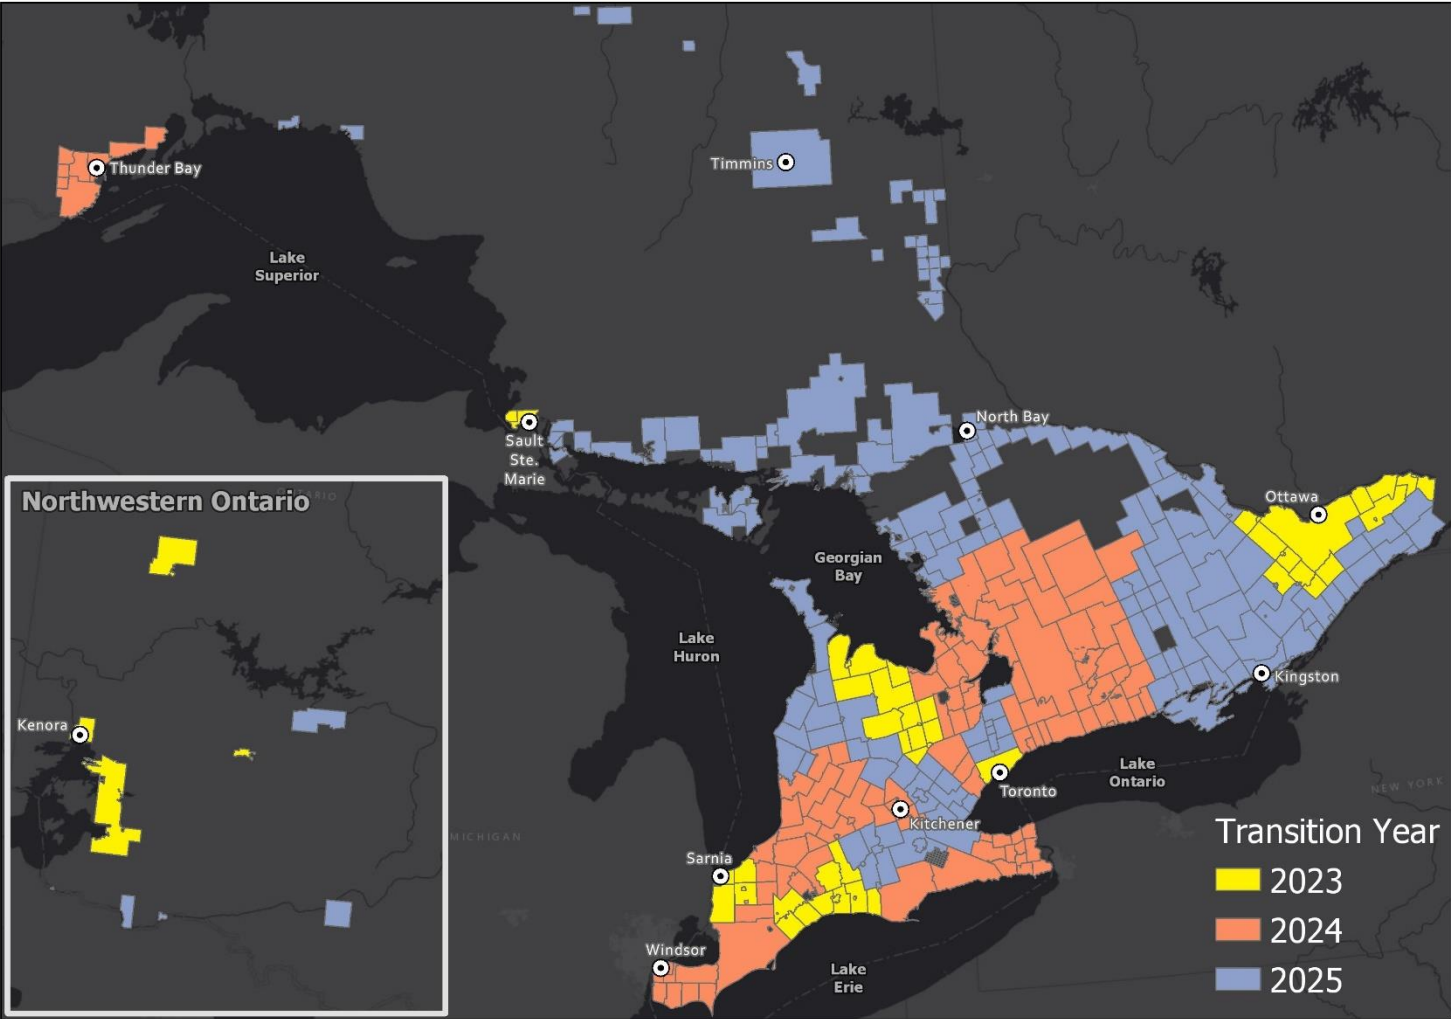 Thunder Bay
Timmins
Lake
Superior
North Bay
Sault
Ste.
Marie
Northwestern Ontario
ONTARIO
Ottawa
Georgian
Bay
Lake
Huron
Kingston
Kenora
Lake
Ontario
Toronto
NEW YORK
Kitchener
MICHIGAN
Transition Year
Sarnia
2023
2024
Windsor
Lake
Erie
2025